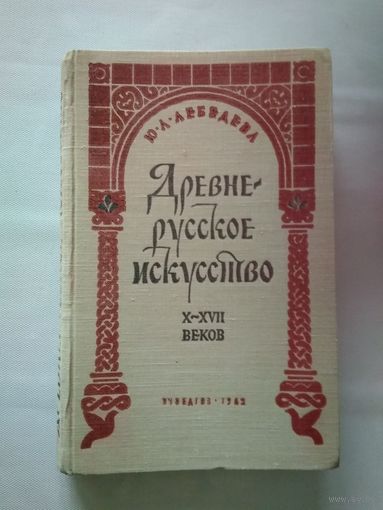 Ю·А·ЛЕБЕДЕВА
ДРЕВНЕ-
РУССКОЕ
ИСКУССТВО
X~XVII
ВЕКОВ
УЧПЕДГИЗ·1962